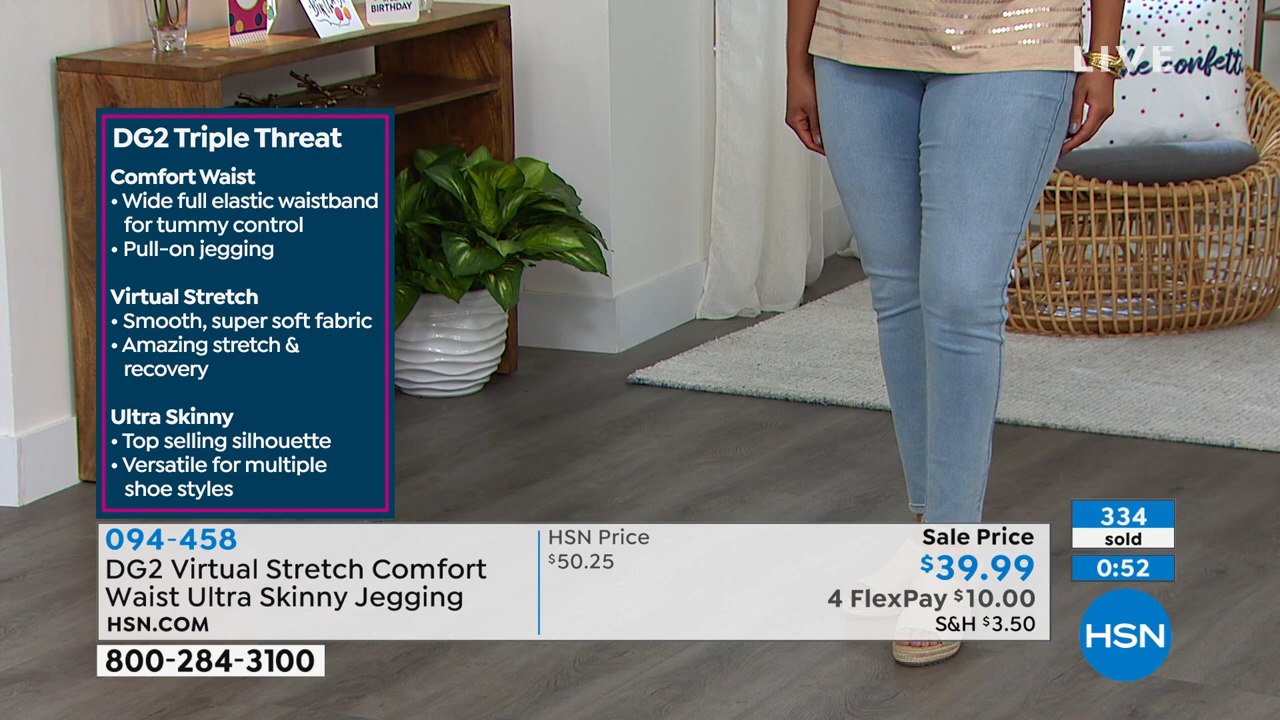 BIRTHDAY
LIVE
confetti
DG2 Triple Threat
Comfort Waist
• Wide full elastic waistband
for tummy control
• Pull-on jegging
Virtual Stretch
• Smooth, super soft fabric
• Amazing stretch &
recovery
Ultra Skinny
• Top selling silhouette
• Versatile for multiple
shoe styles
094-458
DG2 Virtual Stretch Comfort
Waist Ultra Skinny Jegging
HSN.COM
HSN Price
$50.25
Sale Price
$39.99
4 FlexPay $10.00
S&H $3.50
334
sold
0:52
HSN
800-284-3100